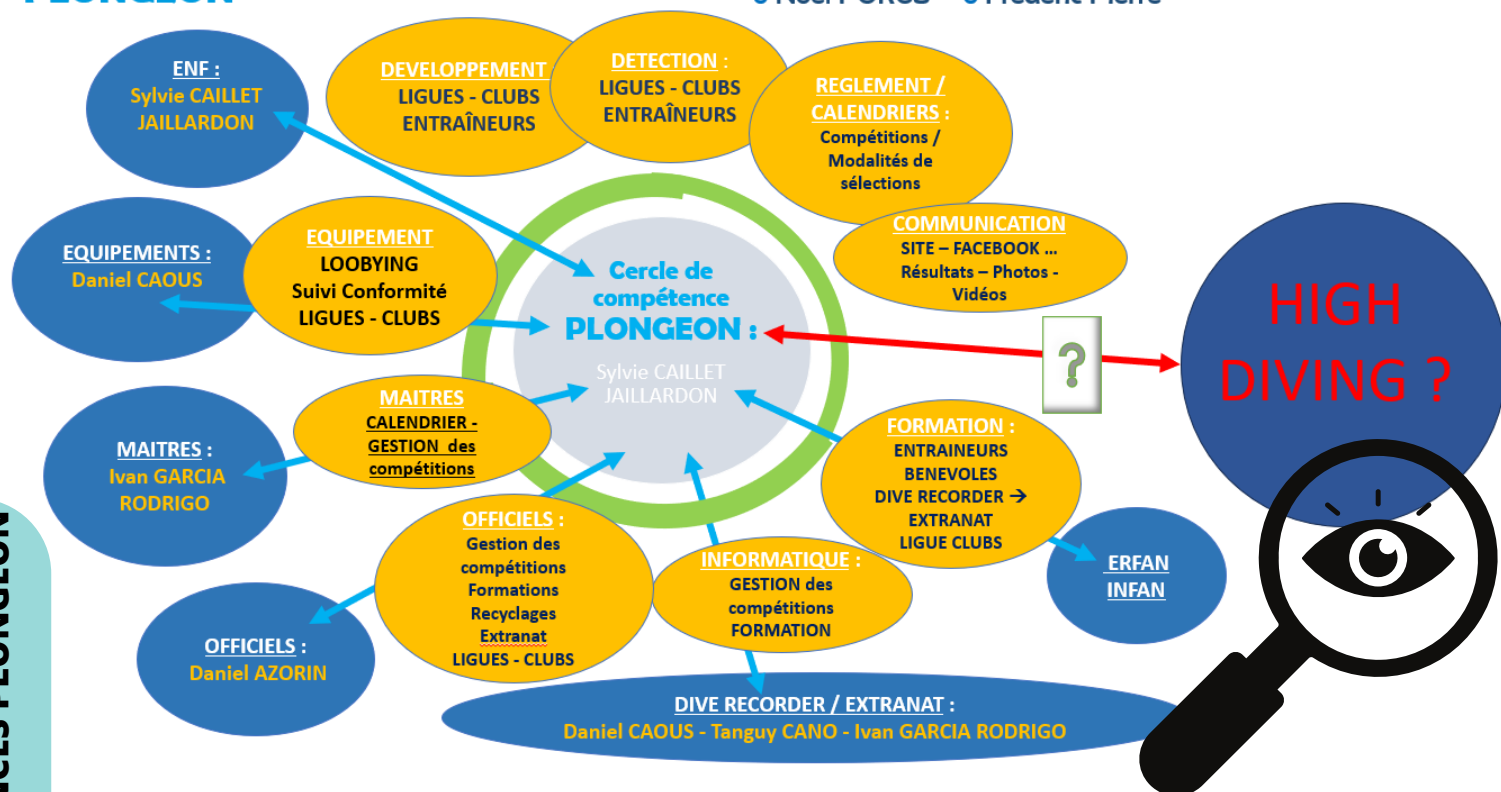 PLONGEON
ENF :
Sylvie CAILLET
JAILLARDON
DEVELOPPEMENT
LIGUES - CLUBS
ENTRAÎNEURS
DETECTION :
LIGUES - CLUBS
ENTRAÎNEURS
REGLEMENT /
CALENDRIERS :
Compétitions /
Modalités de
sélections
COMMUNICATION
SITE – FACEBOOK ...
Résultats – Photos -
Vidéos
EQUIPEMENTS :
Daniel CAOUS
EQUIPEMENT
LOOBYING
Suivi Conformité
LIGUES - CLUBS
Cercle de
compétence
PLONGEON :
Sylvie CAILLET
JAILLARDON
?
HIGH
DIVING ?
MAITRES :
Ivan GARCIA
RODRIGO
MAITRES
CALENDRIER -
GESTION des
compétitions
FORMATION :
ENTRAINEURS
BENEVOLES
DIVE RECORDER →
EXTRANAT
LIGUE CLUBS
OFFICIELS :
Gestion des
compétitions
Formations
Recyclages
Extranat
LIGUES - CLUBS
INFORMATIQUE :
GESTION des
compétitions
FORMATION
ERFAN
INFAN
OFFICIELS :
Daniel AZORIN
DIVE RECORDER / EXTRANAT :
Daniel CAOUS - Tanguy CANO - Ivan GARCIA RODRIGO
PLONGEON